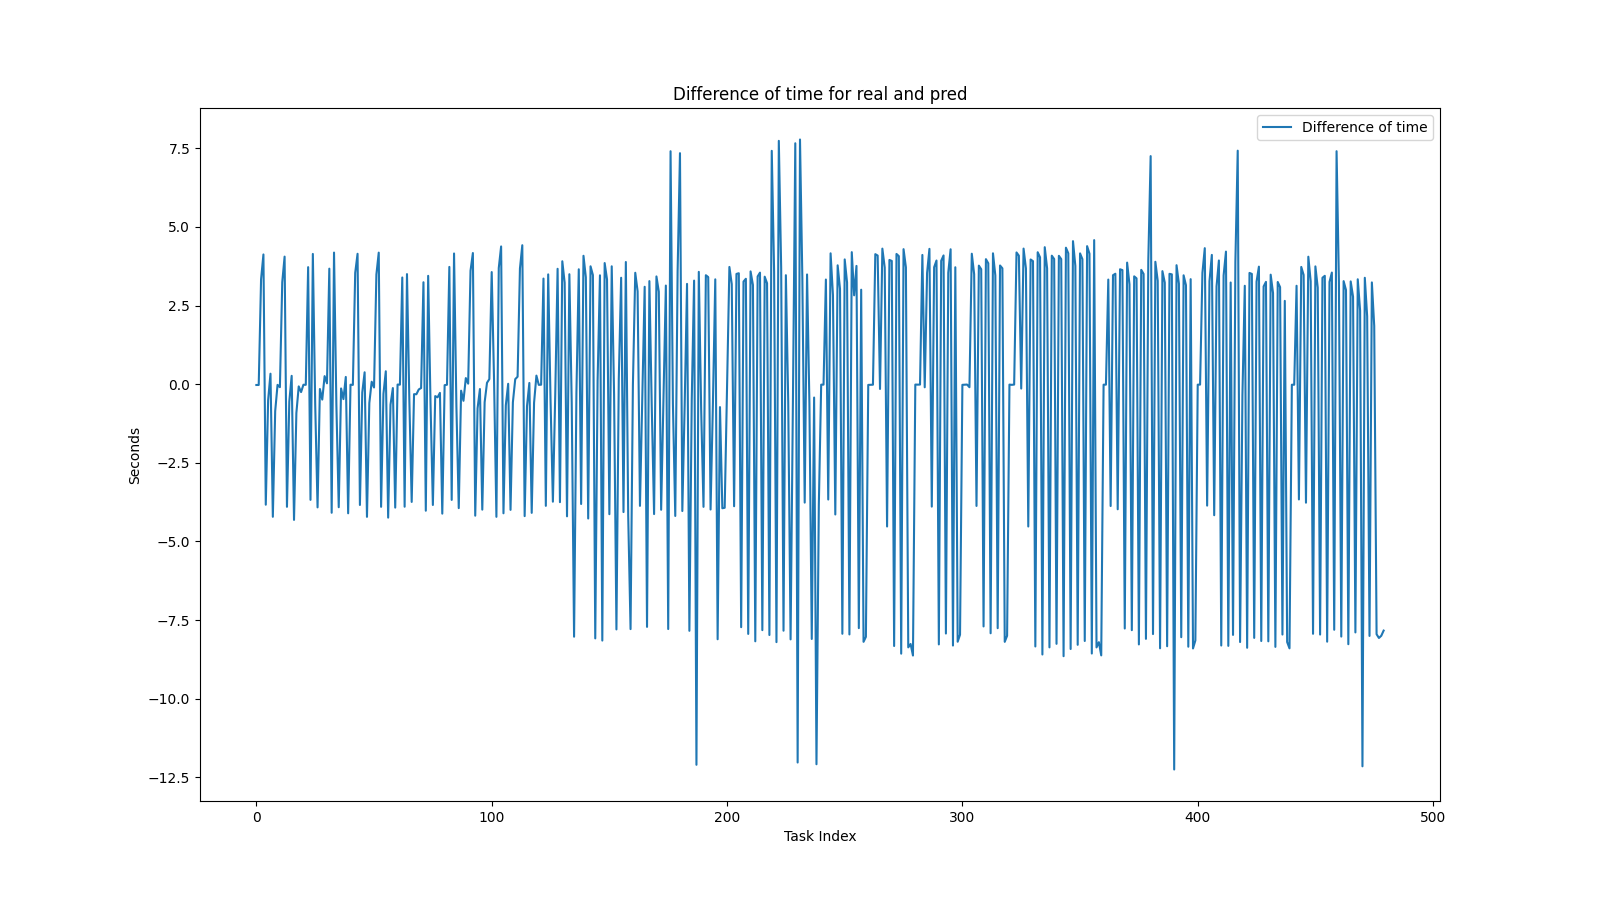 Difference of time for real and pred
Difference of time
7.5
5.0
2.5
0.0
−2.5
−5.0
−7.5
−10.0
−12.5
Seconds
0 100 200 300 400 500
Task Index